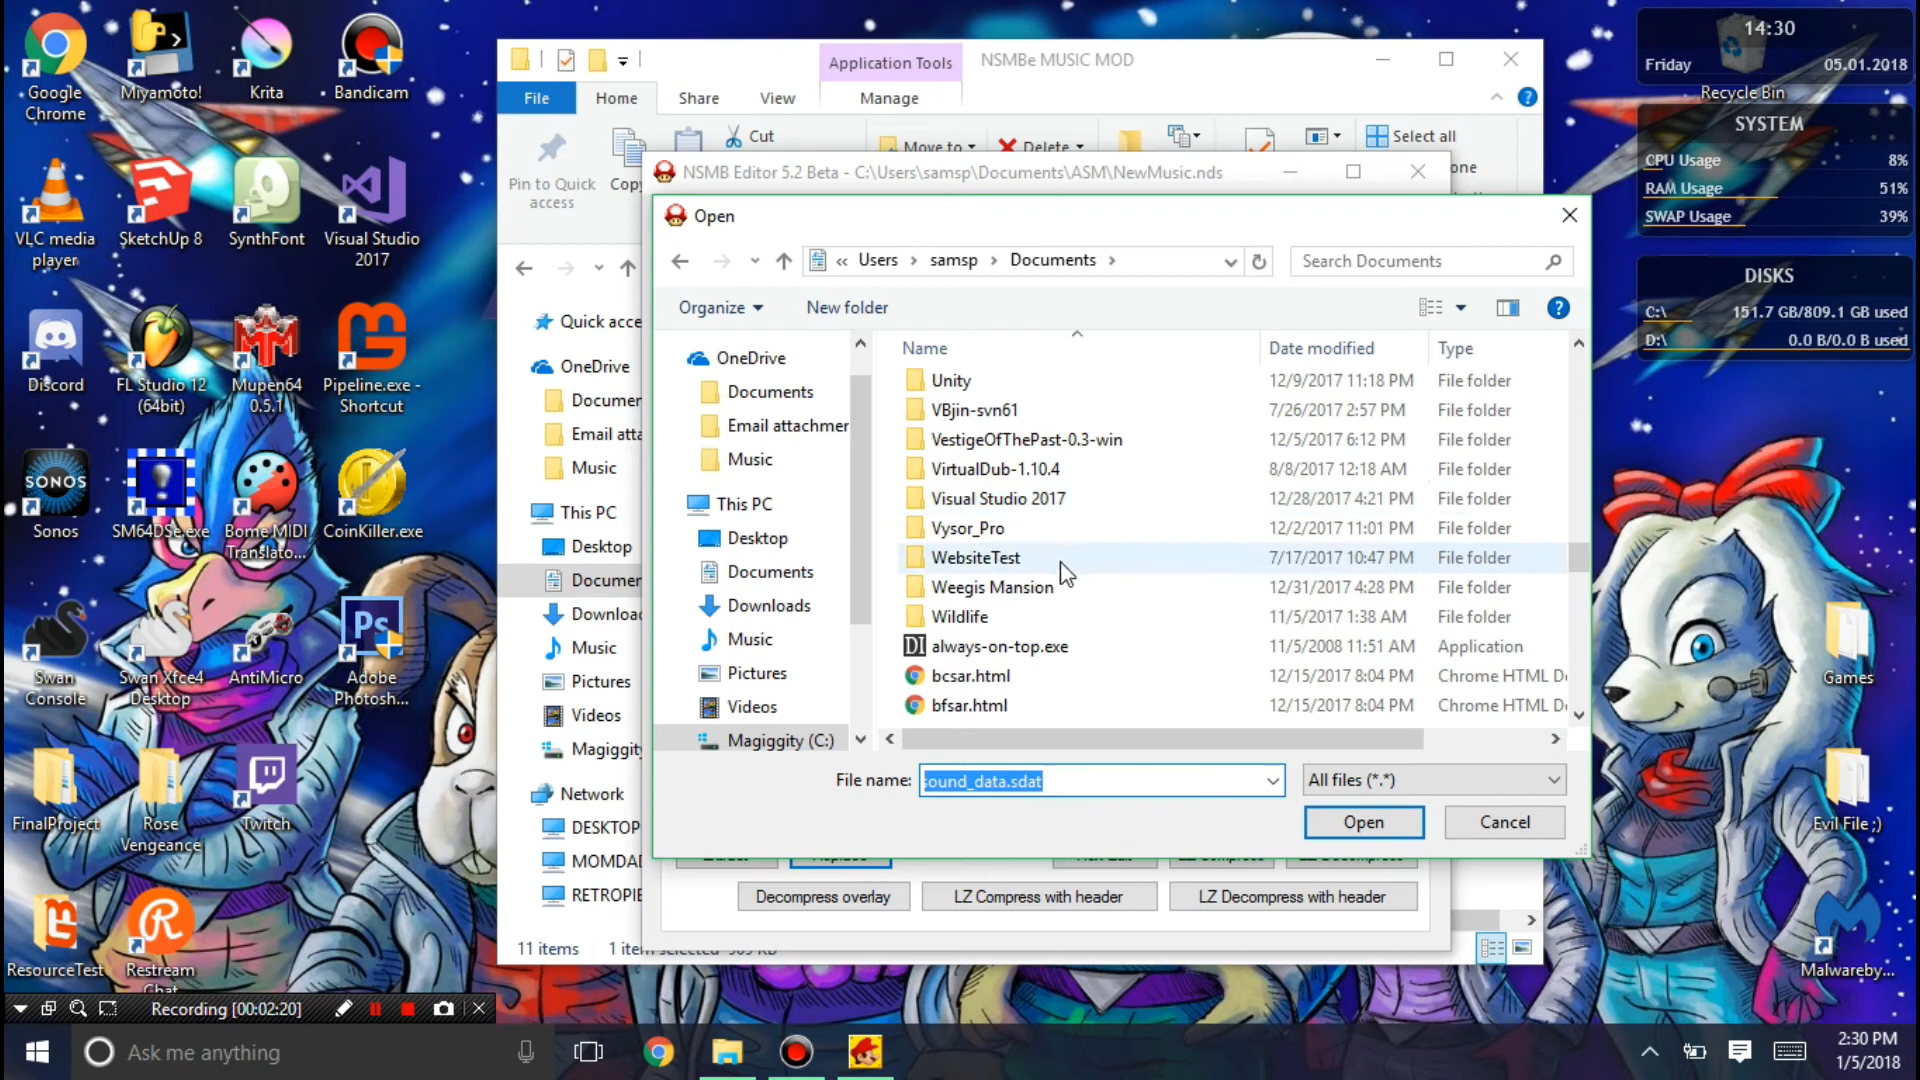 Google
Chrome
Miyamoto!
Krita
Bandicam
VLC media
player
SketchUp 8
SynthFont
Visual Studio
2017
Discord
FL Studio 12
(64bit)
Mupen64
0.5.1
Pipeline.exe -
Shortcut
SONOS
Sonos
SM64DSe.exe
Bome MIDI
Translato...
CoinKiller.exe
Swan
Console
Swan Xfce4
Desktop
AntiMicro
Ps
Adobe
Photosh...
FinalProject
Rose
Vengeance
Twitch
ResourceTest
Restream
Chat
Recording [00:02:20]
Ask me anything
Application Tools
NSMBe MUSIC MOD
File
Home
Share
View
Manage
Pin to Quick
access
Cut
Move to
Delete
Select all
NSMB Editor 5.2 Beta - C:\Users\samsp\Documents\ASM\NewMusic.nds
Quick acce
OneDrive
Documer
Email atta
Music
This PC
Desktop
Documer
Downloac
Music
Pictures
Videos
Magiggit
Network
DESKTOP
MOMDAD
RETROPIE
11 items
Open
« Users > samsp > Documents >
Search Documents
Organize
New folder
OneDrive
Documents
Email attachmer
Music
This PC
Desktop
Documents
Downloads
Music
Pictures
Videos
Magiggity (C:)
Name Date modified Type
Unity 12/9/2017 11:18 PM File folder
VBjin-svn61 7/26/2017 2:57 PM File folder
VestigeOfThePast-0.3-win 12/5/2017 6:12 PM File folder
VirtualDub-1.10.4 8/8/2017 12:18 AM File folder
Visual Studio 2017 12/28/2017 4:21 PM File folder
Vysor_Pro 12/2/2017 11:01 PM File folder
WebsiteTest 7/17/2017 10:47 PM File folder
Weegis Mansion 12/31/2017 4:28 PM File folder
Wildlife 11/5/2017 1:38 AM File folder
always-on-top.exe 11/5/2008 11:51 AM Application
bcsar.html 12/15/2017 8:04 PM Chrome HTML D
bfsar.html 12/15/2017 8:04 PM Chrome HTML D
File name: sound_data.sdat
All files (*.*)
Open
Cancel
Decompress overlay
LZ Compress with header
LZ Decompress with header
14:30
Friday 05.01.2018
Recycle Bin
SYSTEM
CPU Usage 8%
RAM Usage 51%
SWAP Usage 39%
DISKS
C:\ 151.7 GB/809.1 GB used
D:\ 0.0 B/0.0 B used
Games
Evil File ;)
Malwareby...
2:30 PM
1/5/2018